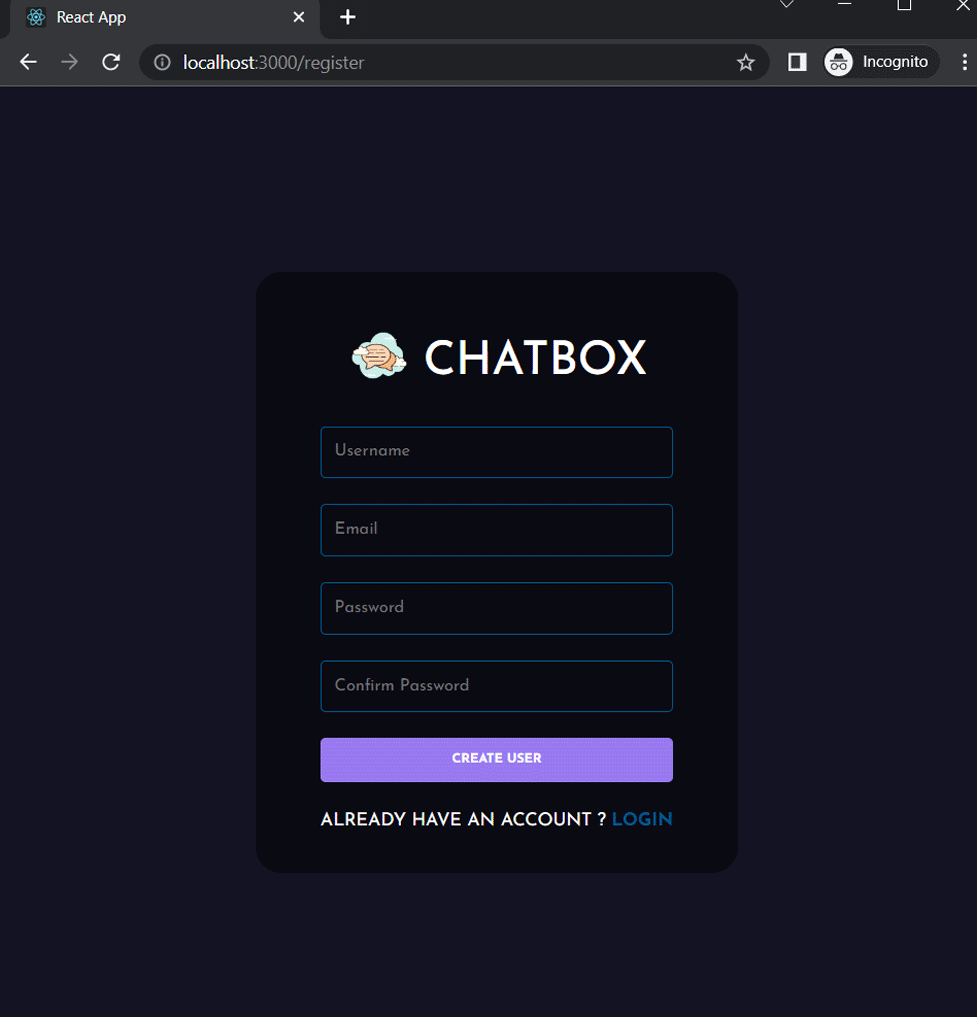 React App
localhost:3000/register
Incognito
CHATBOX
Username
Email
Password
Confirm Password
CREATE USER
ALREADY HAVE AN ACCOUNT ? LOGIN